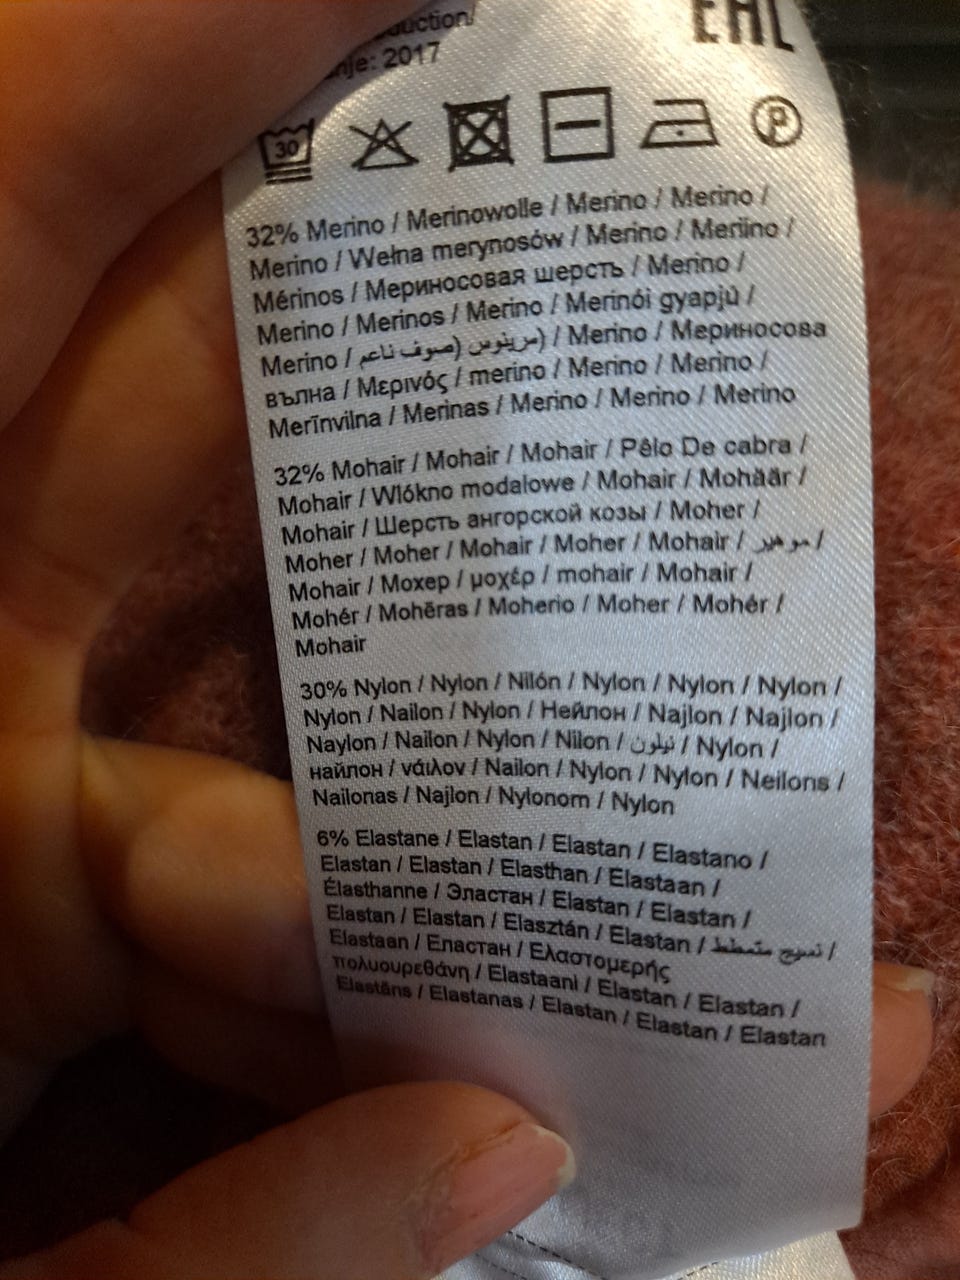 EAC
2017
30
P
32% Merino / Merinowolle / Merino / Merino /
Merino / Wełna merynosów / Merino / Meriino /
Mérinos / Мериносовая шерсть / Merino /
Merino / Merinos / Merino / Merinói gyapjú /
Merino / صوف ناعم (مرينوس) / Merino / Мериносова
вълна / Μερινός / merino / Merino / Merino /
Merīnvilna / Merinas / Merino / Merino / Merino
32% Mohair / Mohair / Mohair / Pêlo De cabra /
Mohair / Wlókno modalowe / Mohair / Mohäär /
Mohair / Шерсть ангорской козы / Moher /
Moher / Moher / Mohair / Moher / Mohair / موهير /
Mohair / Мохер / μοχέρ / mohair / Mohair /
Mohér / Mohēras / Moherio / Moher / Mohér /
Mohair
30% Nylon / Nylon / Nilón / Nylon / Nylon / Nylon /
Nylon / Nailon / Nylon / Нейлон / Najlon / Najlon /
Naylon / Nailon / Nylon / Nilon / نيلون / Nylon /
найлон / νάιλον / Nailon / Nylon / Nylon / Neilons /
Nailonas / Najlon / Nylonom / Nylon
6% Elastane / Elastan / Elastan / Elastano /
Elastan / Elastan / Elasthan / Elastaan /
Élasthanne / Эластан / Elastan / Elastan /
Elastan / Elastan / Elasztán / Elastan / نسيج متمطط /
Elastaan / Еластан / Ελαστομερής
πολυουρεθάνη / Elastaani / Elastan / Elastan /
Elastāns / Elastanas / Elastan / Elastan / Elastan